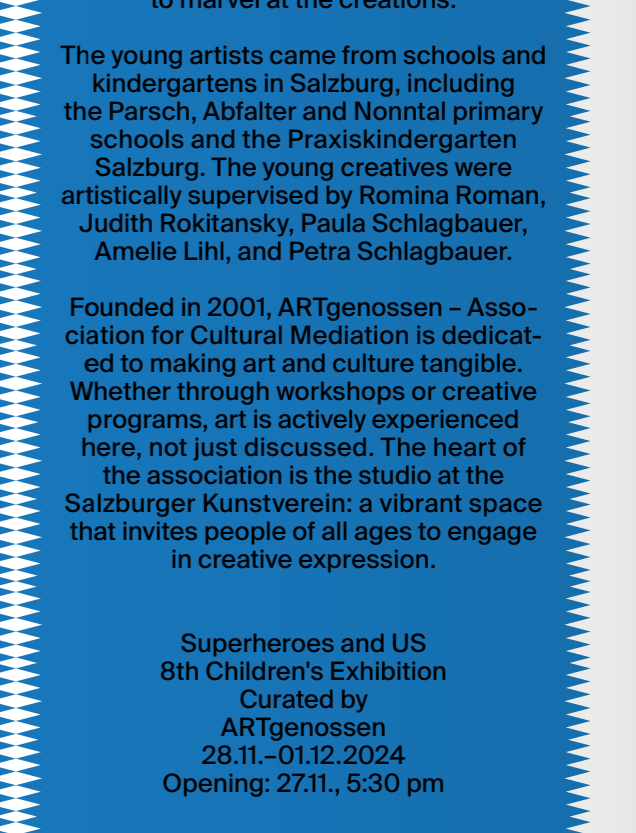 to marvel at the creations.
The young artists came from schools and
kindergartens in Salzburg, including
the Parsch, Abfalter and Nonntal primary
schools and the Praxiskindergarten
Salzburg. The young creatives were
artistically supervised by Romina Roman,
Judith Rokitansky, Paula Schlagbauer,
Amelie Lihl, and Petra Schlagbauer.
Founded in 2001, ARTgenossen – Asso-
ciation for Cultural Mediation is dedicat-
ed to making art and culture tangible.
Whether through workshops or creative
programs, art is actively experienced
here, not just discussed. The heart of
the association is the studio at the
Salzburger Kunstverein: a vibrant space
that invites people of all ages to engage
in creative expression.
Superheroes and US
8th Children's Exhibition
Curated by
ARTgenossen
28.11.–01.12.2024
Opening: 27.11., 5:30 pm